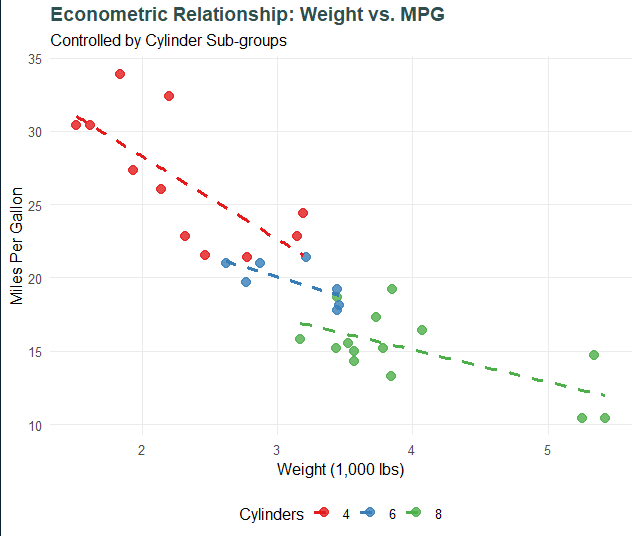 Econometric Relationship: Weight vs. MPG
Controlled by Cylinder Sub-groups
Miles Per Gallon
35
30
25
20
15
10
2 3 4 5
Weight (1,000 lbs)
Cylinders 4 6 8